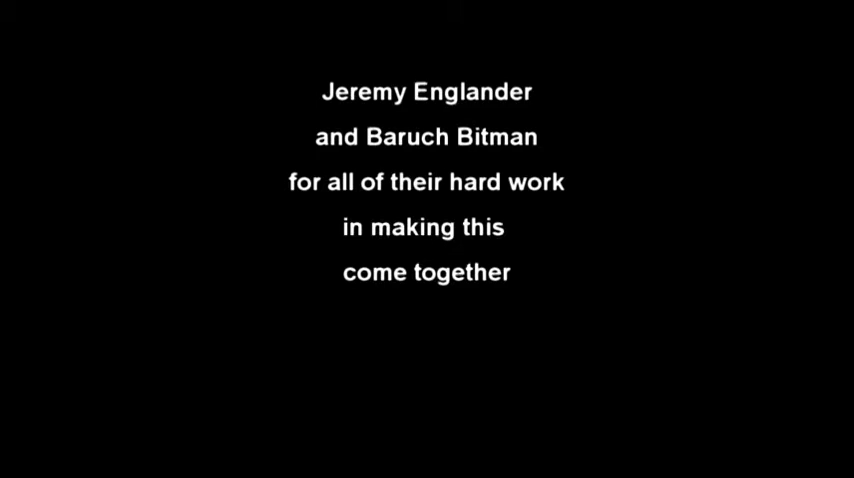 Jeremy Englander
and Baruch Bitman
for all of their hard work
in making this
come together